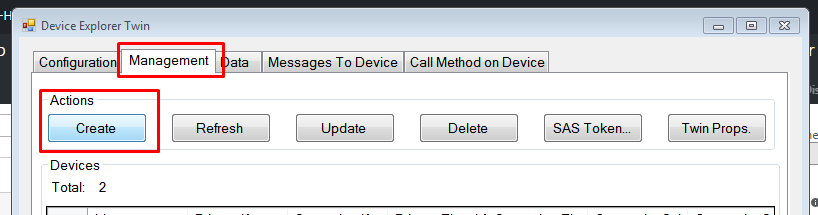 Device Explorer Twin
Configuration Management Data Messages To Device Call Method on Device
Actions
Create Refresh Update Delete SAS Token... Twin Props.
Devices
Total: 2